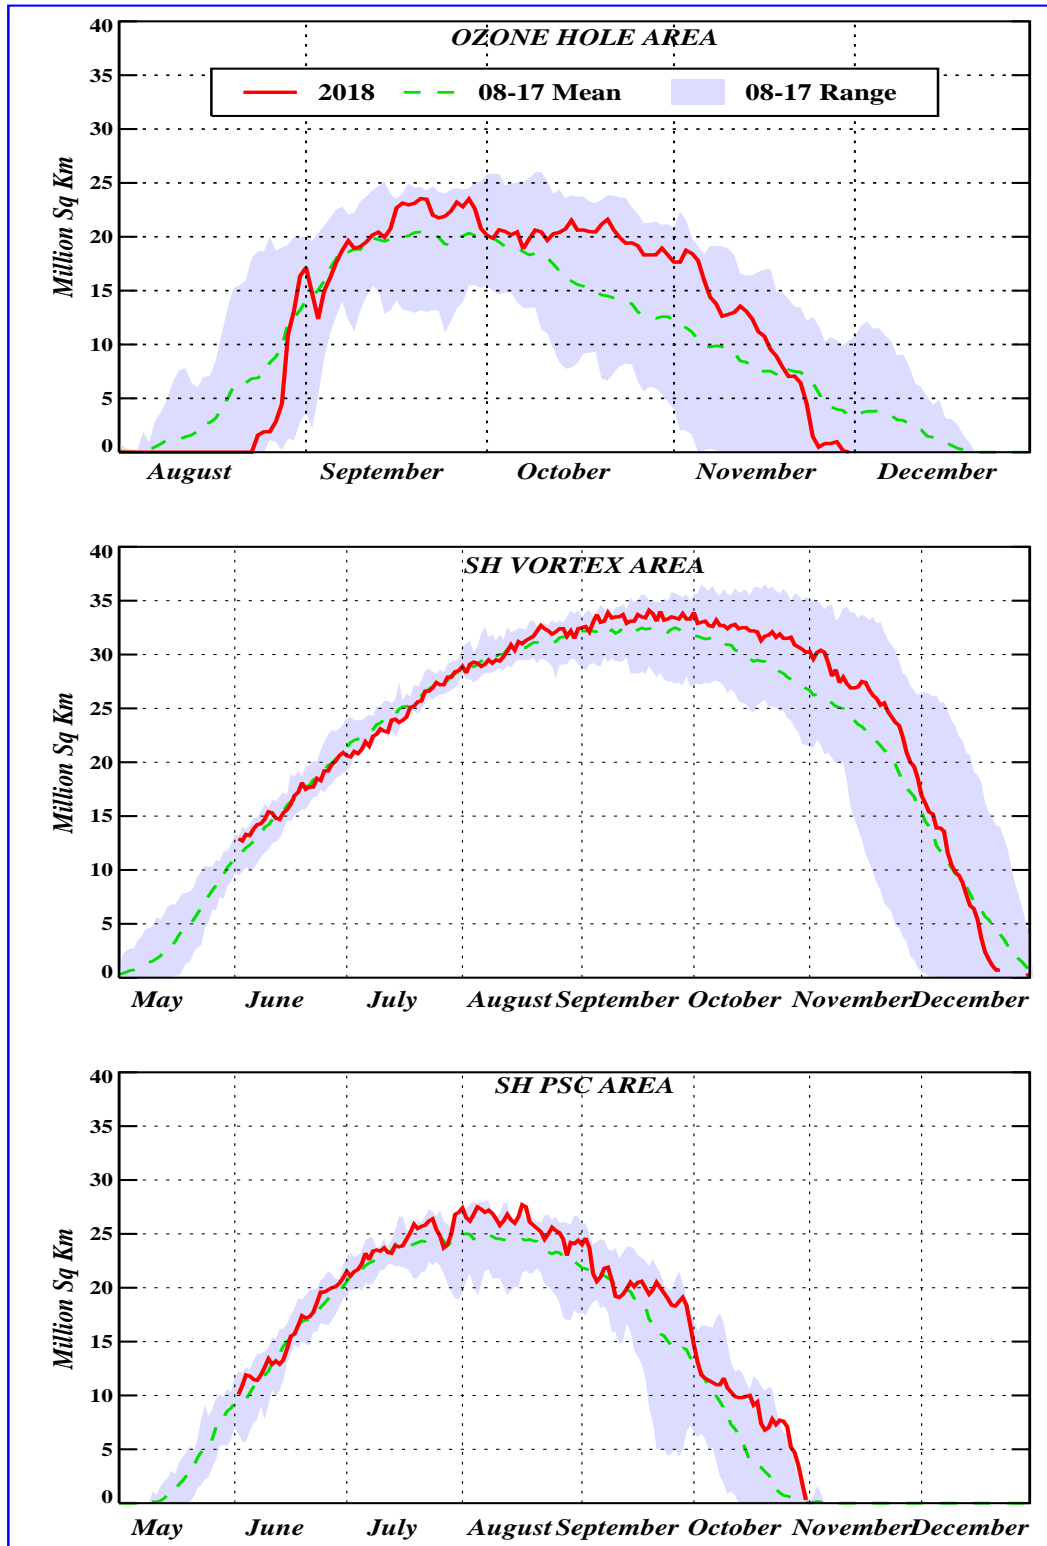 OZONE HOLE AREA
2018 08-17 Mean 08-17 Range
Million Sq Km
40
35
30
25
20
15
10
5
0
August September October November December
SH VORTEX AREA
Million Sq Km
40
35
30
25
20
15
10
5
0
May June July August September October November December
SH PSC AREA
Million Sq Km
40
35
30
25
20
15
10
5
0
May June July August September October November December